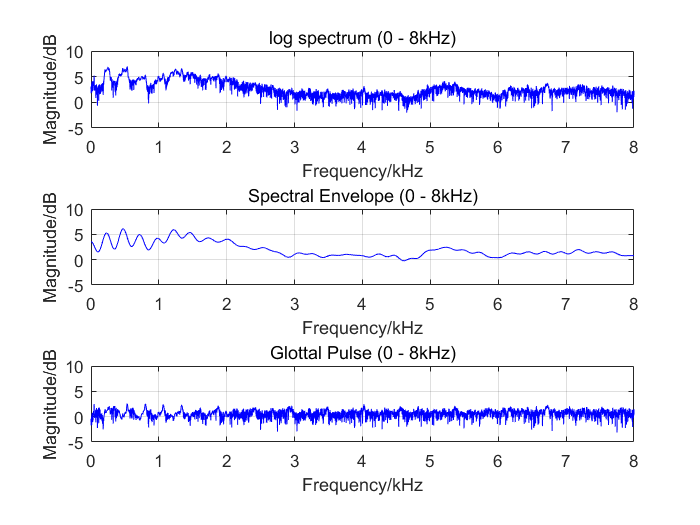 log spectrum (0 - 8kHz)
10
5
0
-5
Magnitude/dB
0 1 2 3 4 5 6 7 8
Frequency/kHz
Spectral Envelope (0 - 8kHz)
10
5
0
-5
Magnitude/dB
0 1 2 3 4 5 6 7 8
Frequency/kHz
Glottal Pulse (0 - 8kHz)
10
5
0
-5
Magnitude/dB
0 1 2 3 4 5 6 7 8
Frequency/kHz